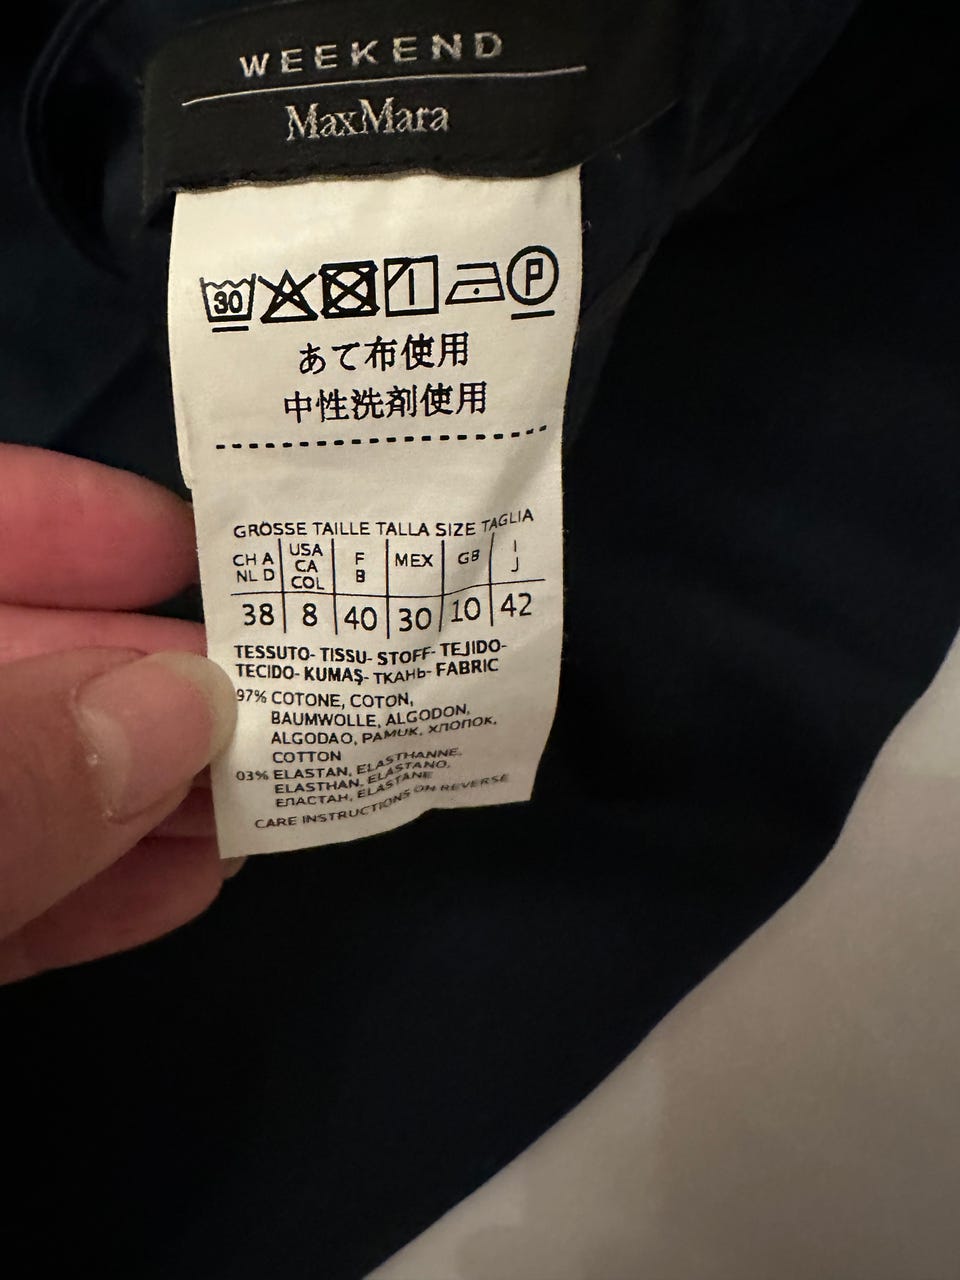 WEEKEND
MaxMara
30 P
あて布使用
中性洗剤使用
GRÖSSE TAILLE TALLA SIZE TAGLIA
CH A NL D USA CA COL F B MEX GB I J
38 8 40 30 10 42
TESSUTO- TISSU- STOFF- TEJIDO-
TECIDO- KUMAŞ- ТКАНЬ- FABRIC
97% COTONE, COTON,
BAUMWOLLE, ALGODON,
ALGODAO, PAMUK, ХЛОПОК,
COTTON
03% ELASTAN, ELASTHANNE,
ELASTHAN, ELASTANO,
ЕЛАСТАН, ELASTANE
CARE INSTRUCTIONS ON REVERSE